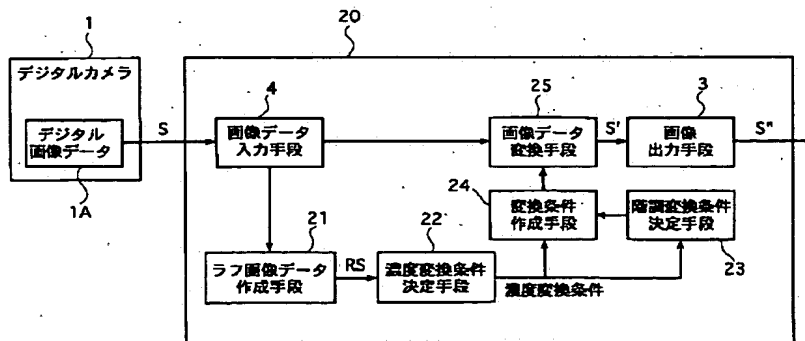 1
20
デジタルカメラ
4
25
3
デジタル
画像データ
S
画像データ
入力手段
画像データ
変換手段
S'
画像
出力手段
S"
1A
24
変換条件
作成手段
階調変換条件
決定手段
21
22
23
ラフ画像データ
作成手段
RS
濃度変換条件
決定手段
濃度変換条件